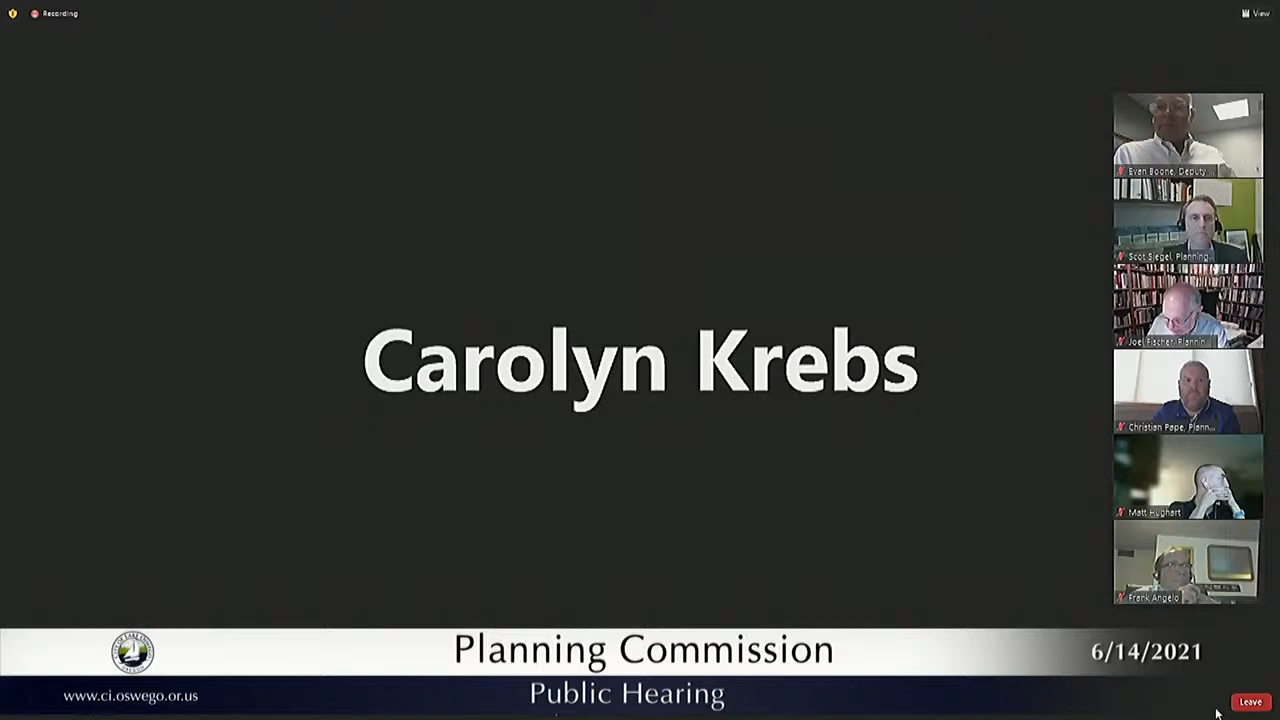 Recording
View
Carolyn Krebs
Evan Boone, Deputy ...
Scot Siegel, Planning...
Joel Fischer, Plannin...
Christian Pape, Plann...
Matt Hughart
Frank Angelo
Planning Commission
6/14/2021
www.ci.oswego.or.us
Public Hearing
Leave